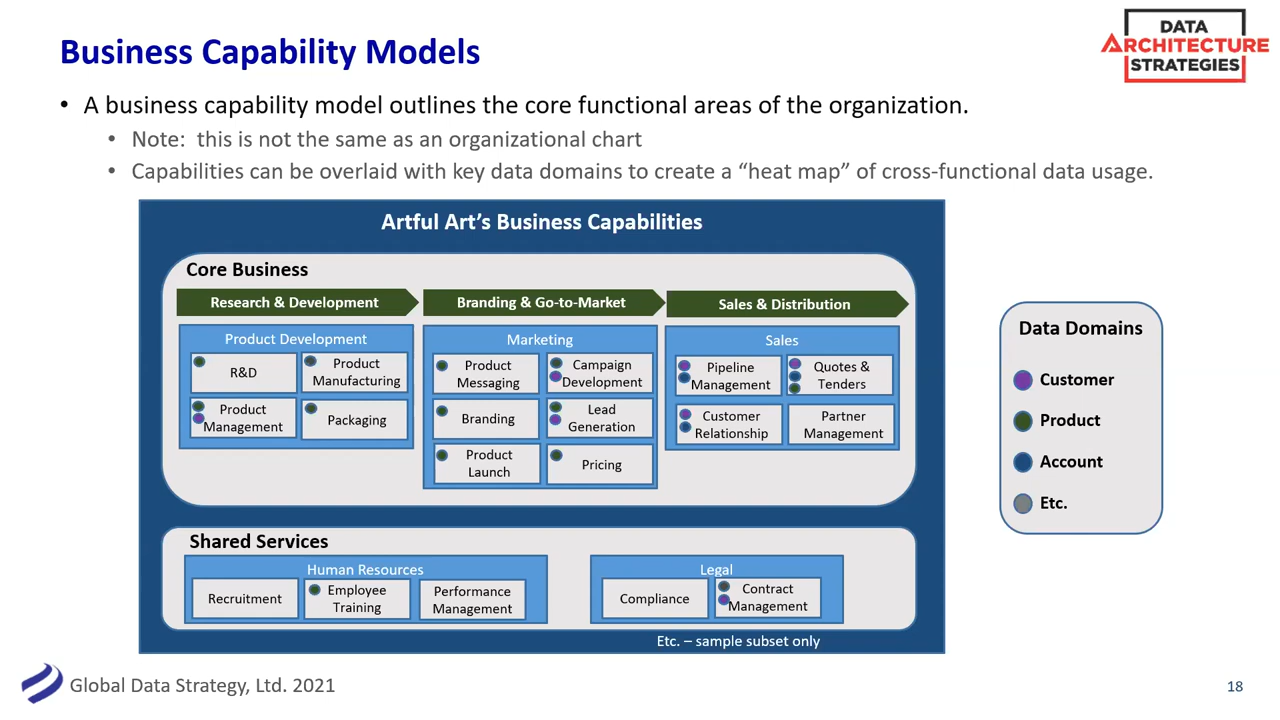 Business Capability Models
DATA
ARCHITECTURE
STRATEGIES
• A business capability model outlines the core functional areas of the organization.
• Note: this is not the same as an organizational chart
• Capabilities can be overlaid with key data domains to create a “heat map” of cross-functional data usage.
Artful Art’s Business Capabilities
Core Business
Research & Development
Branding & Go-to-Market
Sales & Distribution
Product Development
R&D
Product
Manufacturing
Product
Management
Packaging
Marketing
Product
Messaging
Campaign
Development
Branding
Lead
Generation
Product
Launch
Pricing
Sales
Pipeline
Management
Quotes &
Tenders
Customer
Relationship
Partner
Management
Data Domains
Customer
Product
Account
Etc.
Shared Services
Human Resources
Recruitment
Employee
Training
Performance
Management
Legal
Compliance
Contract
Management
Etc. – sample subset only
Global Data Strategy, Ltd. 2021
18